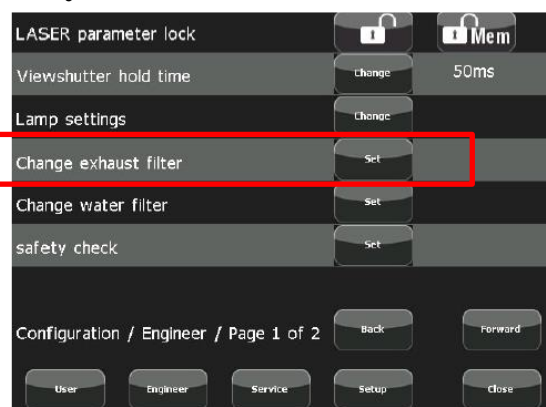 LASER parameter lock Mem
Viewshutter hold time Change 50ms
Lamp settings Change
Change exhaust filter Set
Change water filter Set
safety check Set
Configuration / Engineer / Page 1 of 2 Back Forward
User Engineer Service Setup Close